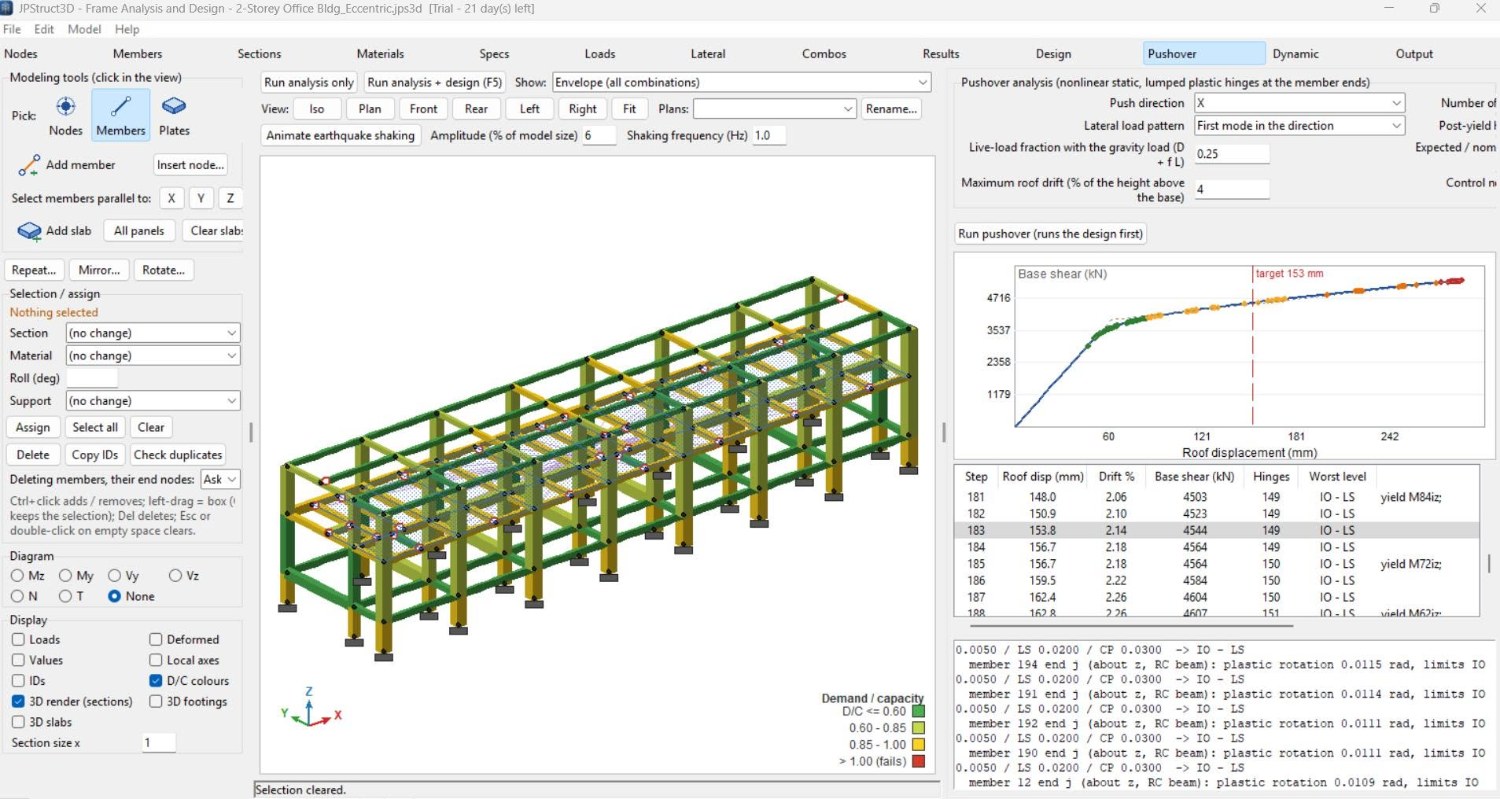 JPStruct3D - Frame Analysis and Design - 2-Storey Office Bldg_Eccentric.jps3d [Trial - 21 day(s) left]
File Edit Model Help
Nodes Members Sections Materials Specs Loads Lateral Combos Results Design Pushover Dynamic Output
Modeling tools (click in the view)
Pick: Nodes Members Plates
Add member Insert node...
Select members parallel to: X Y Z
Add slab All panels Clear slabs
Repeat... Mirror... Rotate...
Selection / assign
Nothing selected
Section (no change)
Material (no change)
Roll (deg)
Support (no change)
Assign Select all Clear
Delete Copy IDs Check duplicates
Deleting members, their end nodes: Ask
Ctrl+click adds / removes; left-drag = box (
keeps the selection); Del deletes; Esc or
double-click on empty space clears.
Diagram
Mz My Vy Vz
N T None
Display
Loads Deformed
Values Local axes
IDs D/C colours
3D render (sections) 3D footings
3D slabs
Section size x 1
Run analysis only Run analysis + design (F5) Show: Envelope (all combinations)
View: Iso Plan Front Rear Left Right Fit Plans: Rename...
Animate earthquake shaking Amplitude (% of model size) 6 Shaking frequency (Hz) 1.0
Z
Y X
Demand / capacity
D/C <= 0.60
0.60 - 0.85
0.85 - 1.00
> 1.00 (fails)
Selection cleared.
Pushover analysis (nonlinear static, lumped plastic hinges at the member ends)
Push direction X Number of
Lateral load pattern First mode in the direction Post-yield
Live-load fraction with the gravity load (D
+ f L) 0.25 Expected / nom
Maximum roof drift (% of the height above
the base) 4 Control
Run pushover (runs the design first)
Base shear (kN)
target 153 mm
4716
3537
2358
1179
60 121 181 242
Roof displacement (mm)
Step Roof disp (mm) Drift % Base shear (kN) Hinges Worst level
181 148.0 2.06 4503 149 IO - LS yield M84iz;
182 150.9 2.10 4523 149 IO - LS
183 153.8 2.14 4544 149 IO - LS
184 156.7 2.18 4564 149 IO - LS
185 156.7 2.18 4564 150 IO - LS yield M72iz;
186 159.5 2.22 4584 150 IO - LS
187 162.4 2.26 4604 150 IO - LS
188 162.8 2.26 4607 151 IO - LS yield M62iz;
0.0050 / LS 0.0200 / CP 0.0300 -> IO - LS
member 194 end j (about z, RC beam): plastic rotation 0.0115 rad, limits IO
0.0050 / LS 0.0200 / CP 0.0300 -> IO - LS
member 191 end j (about z, RC beam): plastic rotation 0.0114 rad, limits IO
0.0050 / LS 0.0200 / CP 0.0300 -> IO - LS
member 192 end j (about z, RC beam): plastic rotation 0.0111 rad, limits IO
0.0050 / LS 0.0200 / CP 0.0300 -> IO - LS
member 190 end j (about z, RC beam): plastic rotation 0.0111 rad, limits IO
0.0050 / LS 0.0200 / CP 0.0300 -> IO - LS
member 12 end j (about z, RC beam): plastic rotation 0.0109 rad, limits IO